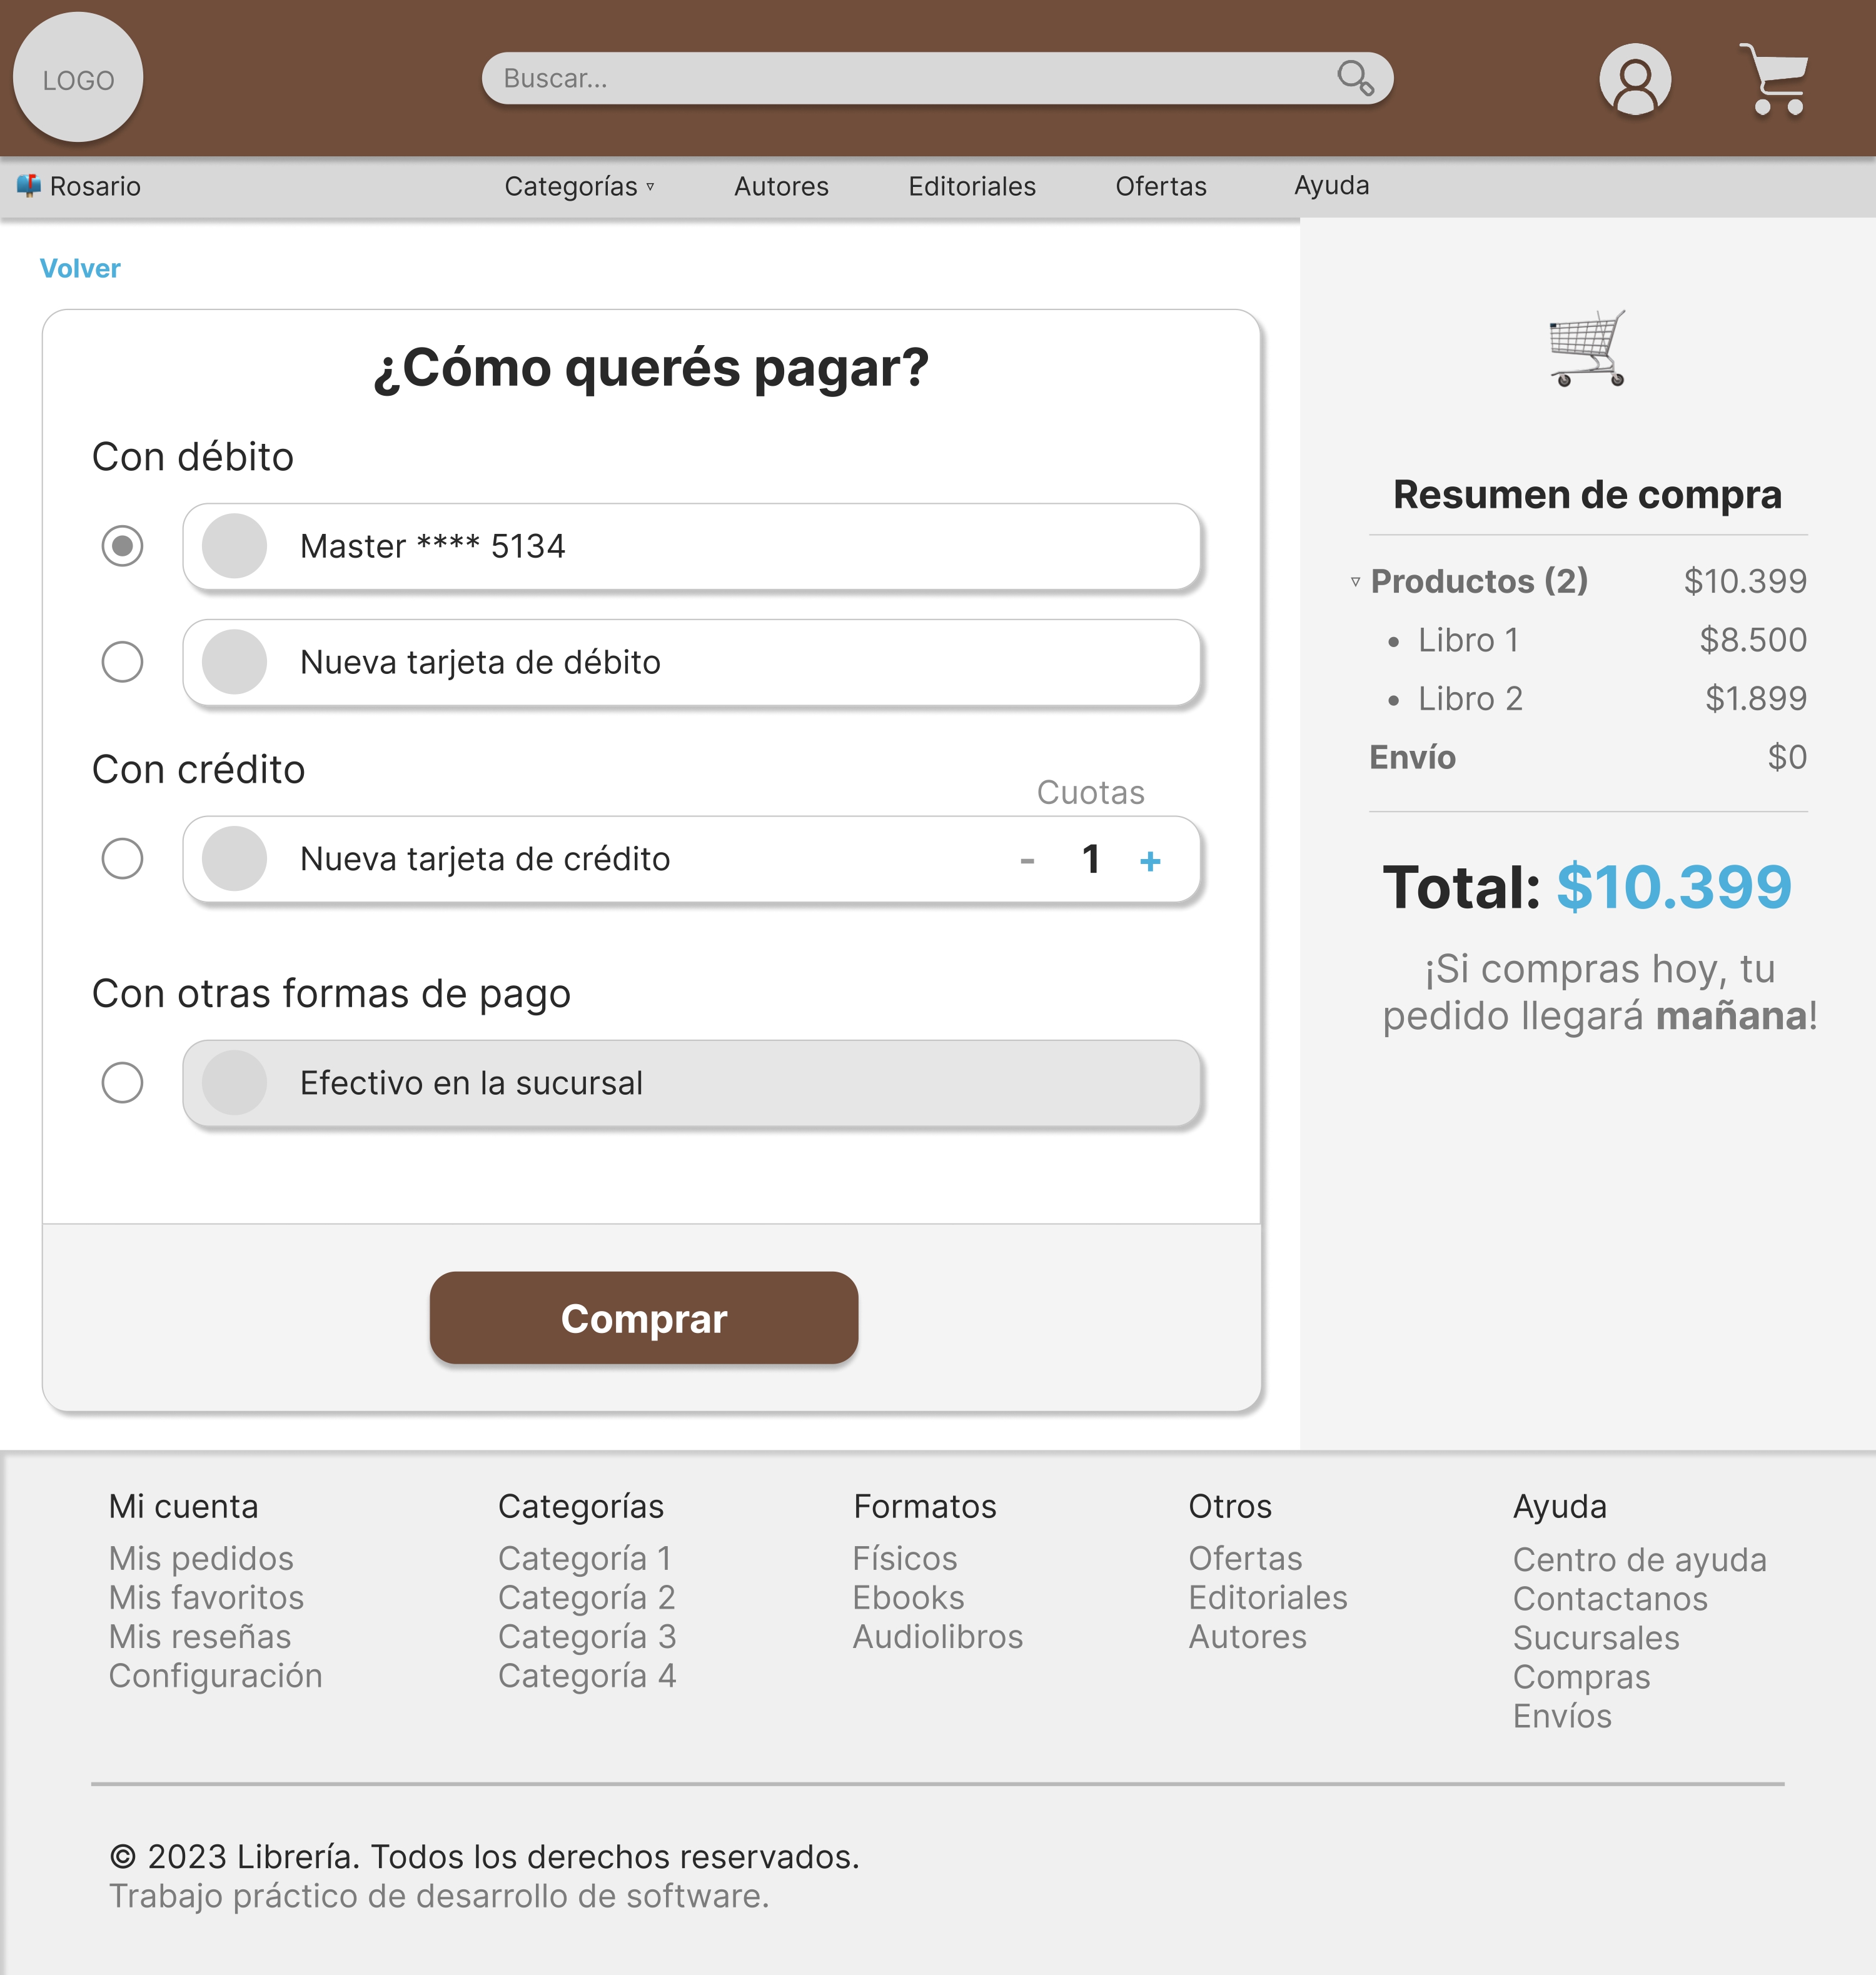 LOGO
Buscar...
Rosario
Categorías ▿
Autores
Editoriales
Ofertas
Ayuda
Volver
¿Cómo querés pagar?
Con débito
Master **** 5134
Nueva tarjeta de débito
Con crédito
Cuotas
Nueva tarjeta de crédito
- 1 +
Con otras formas de pago
Efectivo en la sucursal
Comprar
Resumen de compra
▿ Productos (2) $10.399
• Libro 1 $8.500
• Libro 2 $1.899
Envío $0
Total: $10.399
¡Si compras hoy, tu
pedido llegará mañana!
Mi cuenta
Mis pedidos
Mis favoritos
Mis reseñas
Configuración
Categorías
Categoría 1
Categoría 2
Categoría 3
Categoría 4
Formatos
Físicos
Ebooks
Audiolibros
Otros
Ofertas
Editoriales
Autores
Ayuda
Centro de ayuda
Contactanos
Sucursales
Compras
Envíos
© 2023 Librería. Todos los derechos reservados.
Trabajo práctico de desarrollo de software.